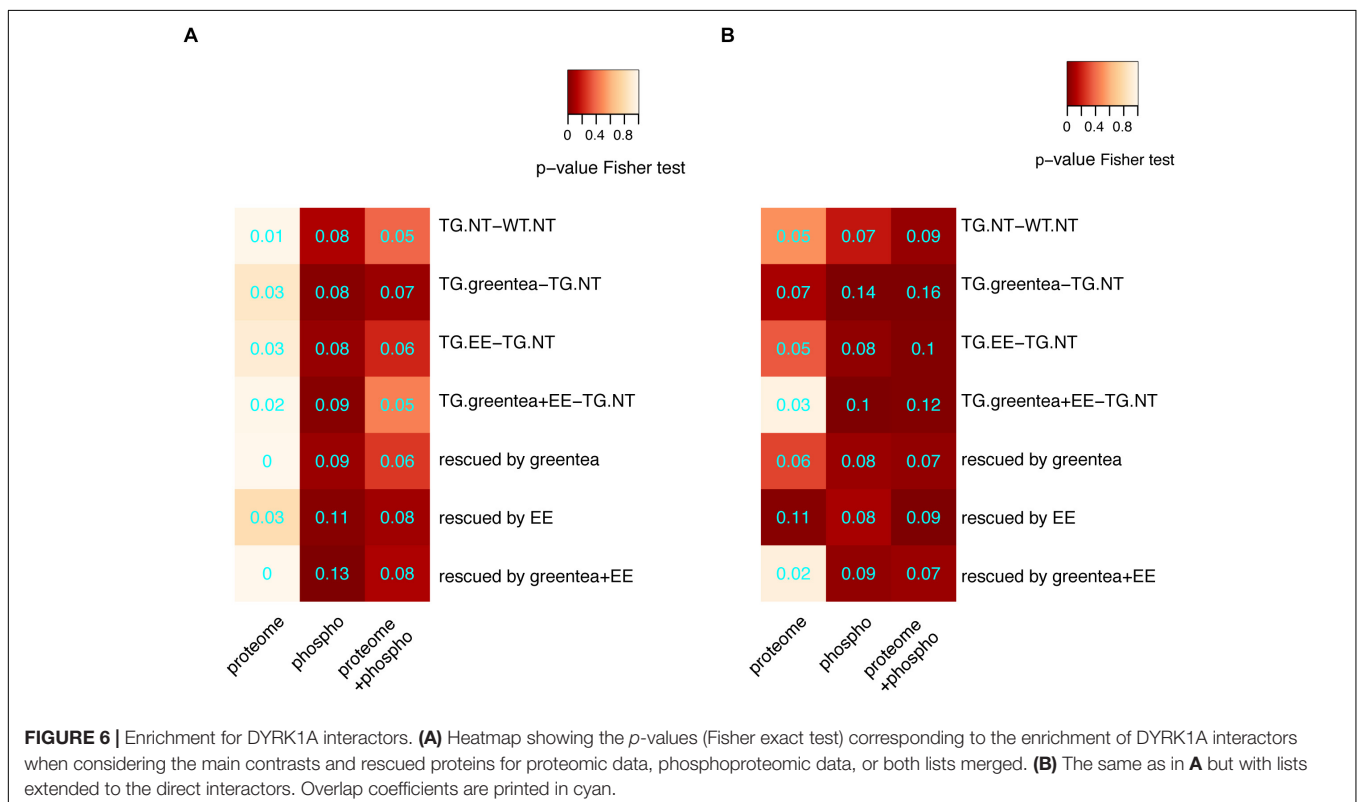 A
0 0.4 0.8
p−value Fisher test
0.01 0.08 0.05 TG.NT−WT.NT
0.03 0.08 0.07 TG.greentea−TG.NT
0.03 0.08 0.06 TG.EE−TG.NT
0.02 0.09 0.05 TG.greentea+EE−TG.NT
0 0.09 0.06 rescued by greentea
0.03 0.11 0.08 rescued by EE
0 0.13 0.08 rescued by greentea+EE
proteome
phospho
proteome
+phospho
B
0 0.4 0.8
p−value Fisher test
0.05 0.07 0.09 TG.NT−WT.NT
0.07 0.14 0.16 TG.greentea−TG.NT
0.05 0.08 0.1 TG.EE−TG.NT
0.03 0.1 0.12 TG.greentea+EE−TG.NT
0.06 0.08 0.07 rescued by greentea
0.11 0.08 0.09 rescued by EE
0.02 0.09 0.07 rescued by greentea+EE
proteome
phospho
proteome
+phospho
FIGURE 6 | Enrichment for DYRK1A interactors. (A) Heatmap showing the p-values (Fisher exact test) corresponding to the enrichment of DYRK1A interactors
when considering the main contrasts and rescued proteins for proteomic data, phosphoproteomic data, or both lists merged. (B) The same as in A but with lists
extended to the direct interactors. Overlap coefficients are printed in cyan.